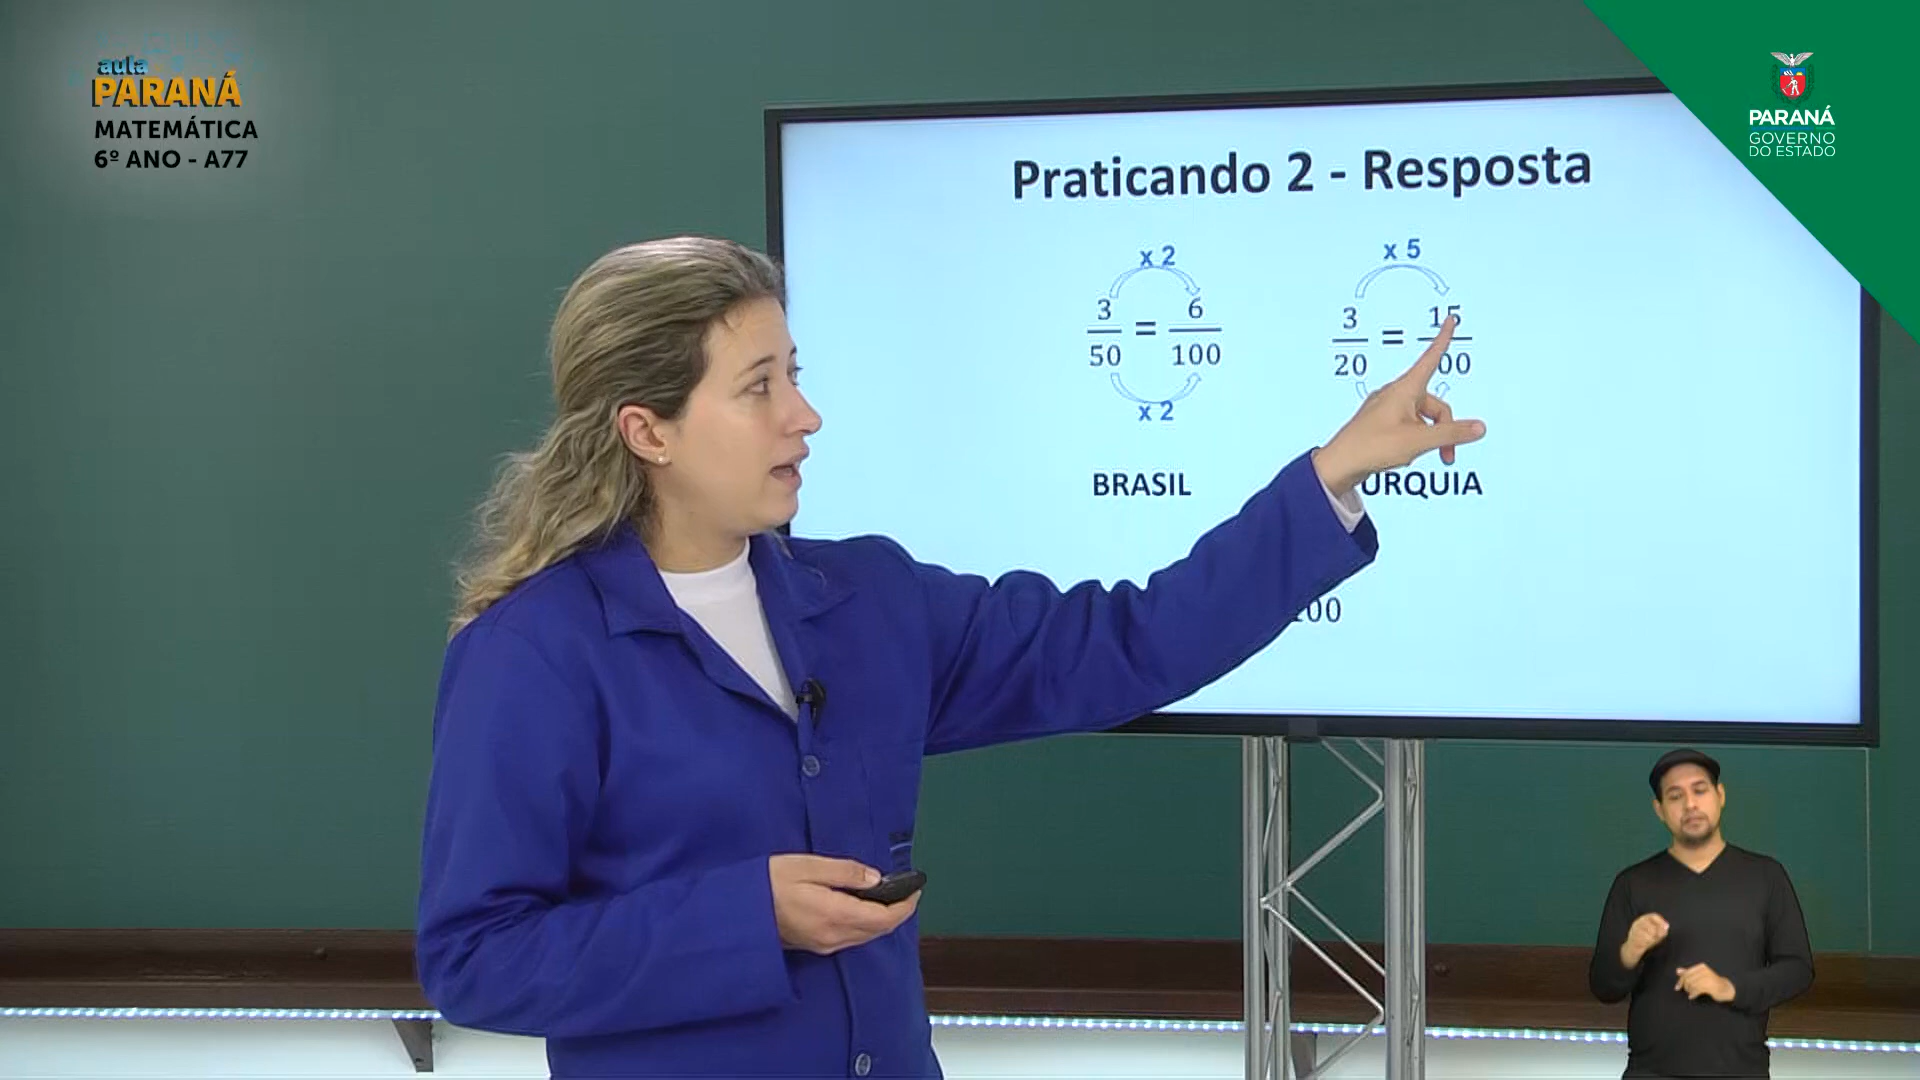 aula
PARANÁ
MATEMÁTICA
6º ANO - A77
PARANÁ
GOVERNO
DO ESTADO
Praticando 2 - Resposta
x 2
x 5
3/50 = 6/100
3/20 = 15/
x 2
BRASIL